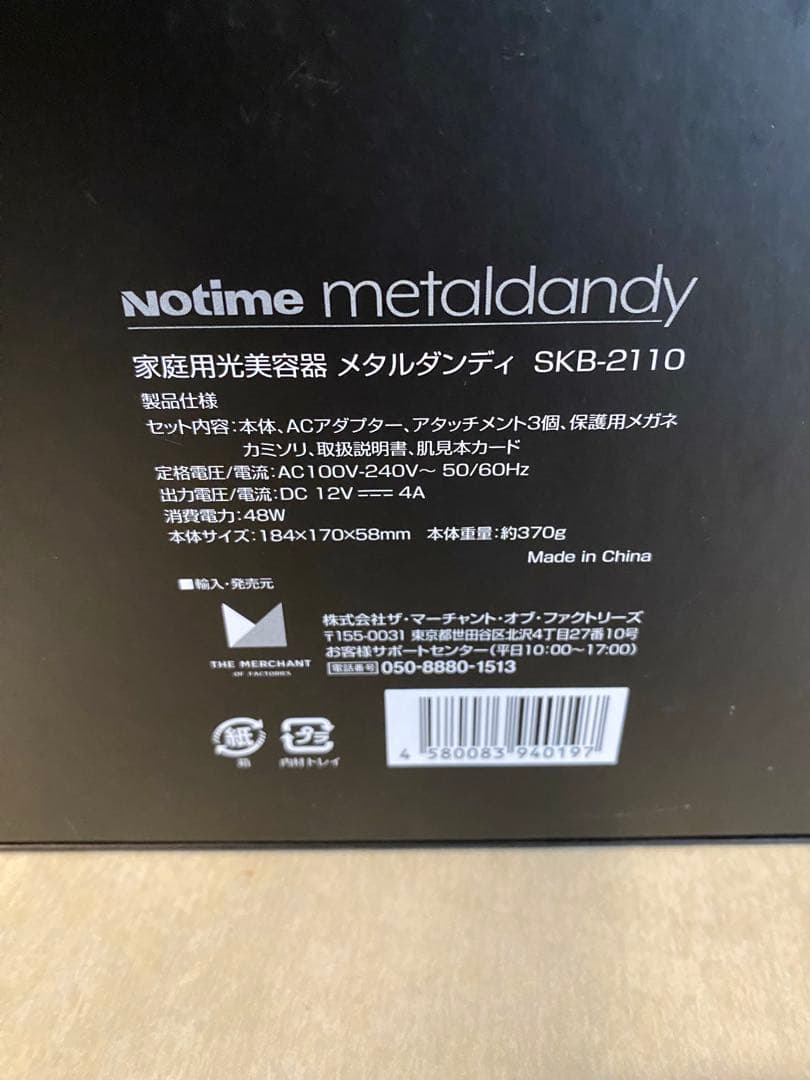 Notime metaldandy
家庭用光美容器 メタルダンディ SKB-2110
製品仕様
セット内容:本体、ACアダプター、アタッチメント3個、保護用メガネ
カミソリ、取扱説明書、肌見本カード
定格電圧/電流:AC100V-240V~ 50/60Hz
出力電圧/電流:DC 12V⎓4A
消費電力:48W
本体サイズ:184×170×58mm 本体重量:約370g
Made in China
■輸入・発売元
株式会社ザ・マーチャント・オブ・ファクトリーズ
〒155-0031 東京都世田谷区北沢4丁目27番10号
お客様サポートセンター(平日10:00~17:00)
電話番号 050-8880-1513
THE MERCHANT
OF FACTORIES
紙 プラ
箱 内付トレイ
4 580083 940197